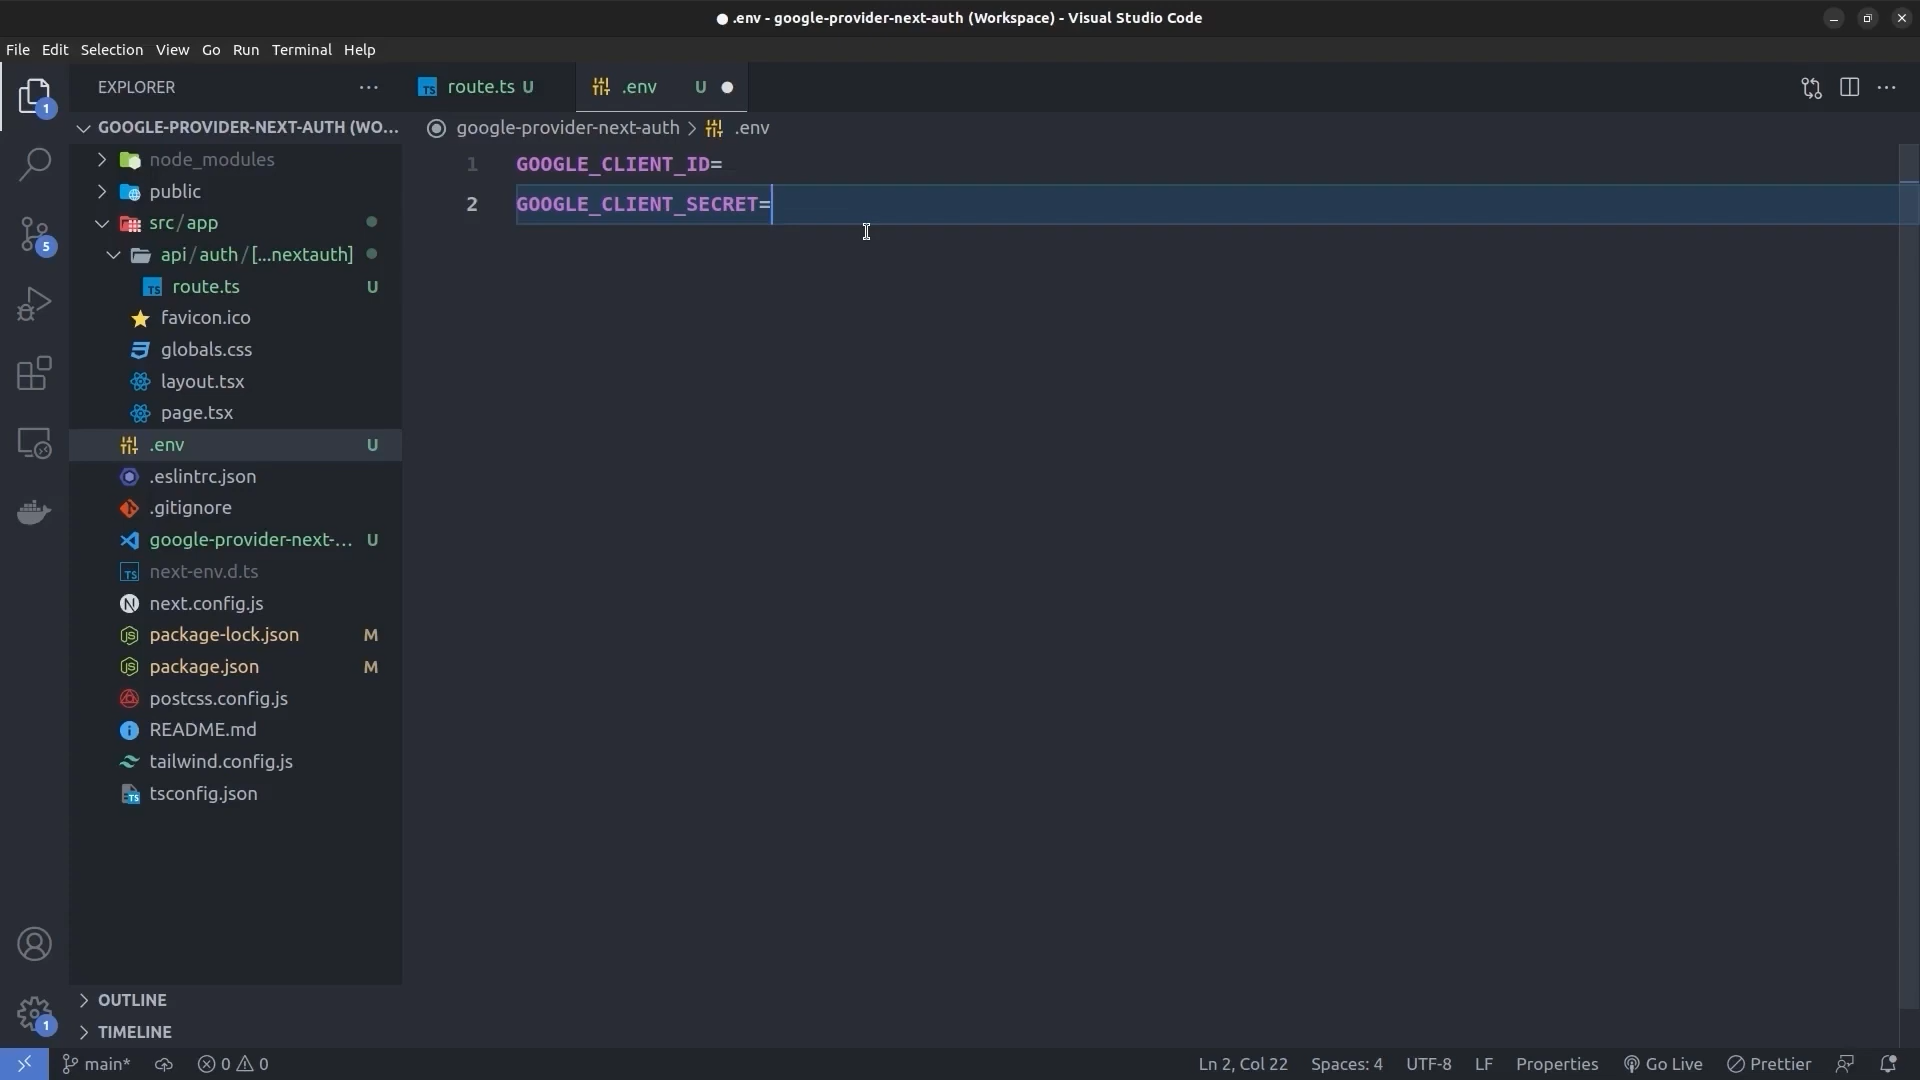 .env - google-provider-next-auth (Workspace) - Visual Studio Code
File Edit Selection View Go Run Terminal Help
EXPLORER
route.ts U
.env U
GOOGLE-PROVIDER-NEXT-AUTH (WO...
google-provider-next-auth > .env
node_modules
public
src/app
api/auth/[...nextauth]
route.ts U
favicon.ico
globals.css
layout.tsx
page.tsx
.env U
.eslintrc.json
.gitignore
google-provider-next-... U
next-env.d.ts
next.config.js
package-lock.json M
package.json M
postcss.config.js
README.md
tailwind.config.js
tsconfig.json
OUTLINE
TIMELINE
1 GOOGLE_CLIENT_ID=
2 GOOGLE_CLIENT_SECRET=
1
5
1
main* 0 0 Ln 2, Col 22 Spaces: 4 UTF-8 LF Properties Go Live Prettier